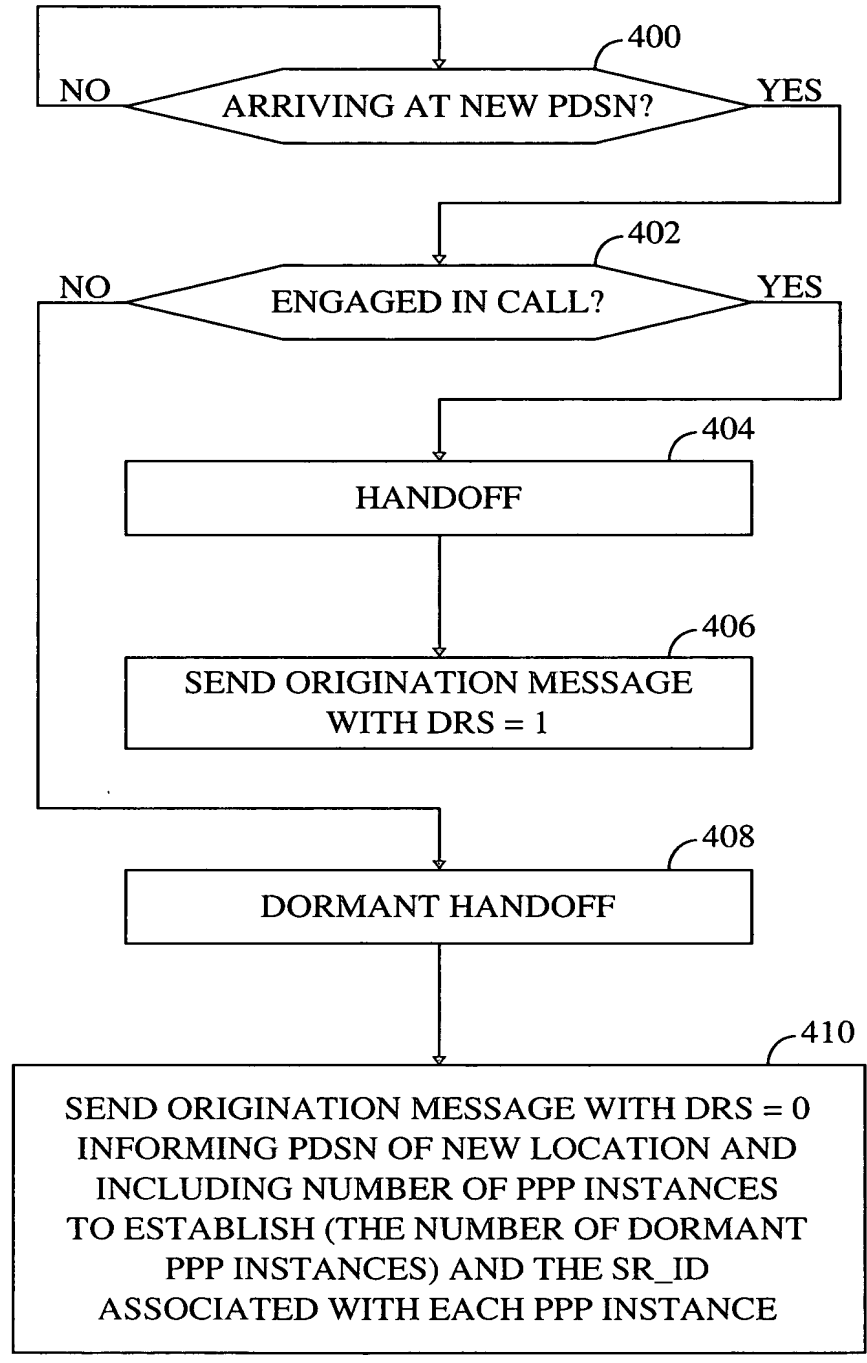 400
NO
ARRIVING AT NEW PDSN?
YES
402
NO
ENGAGED IN CALL?
YES
404
HANDOFF
406
SEND ORIGINATION MESSAGE
WITH DRS = 1
408
DORMANT HANDOFF
410
SEND ORIGINATION MESSAGE WITH DRS = 0
INFORMING PDSN OF NEW LOCATION AND
INCLUDING NUMBER OF PPP INSTANCES
TO ESTABLISH (THE NUMBER OF DORMANT
PPP INSTANCES) AND THE SR_ID
ASSOCIATED WITH EACH PPP INSTANCE